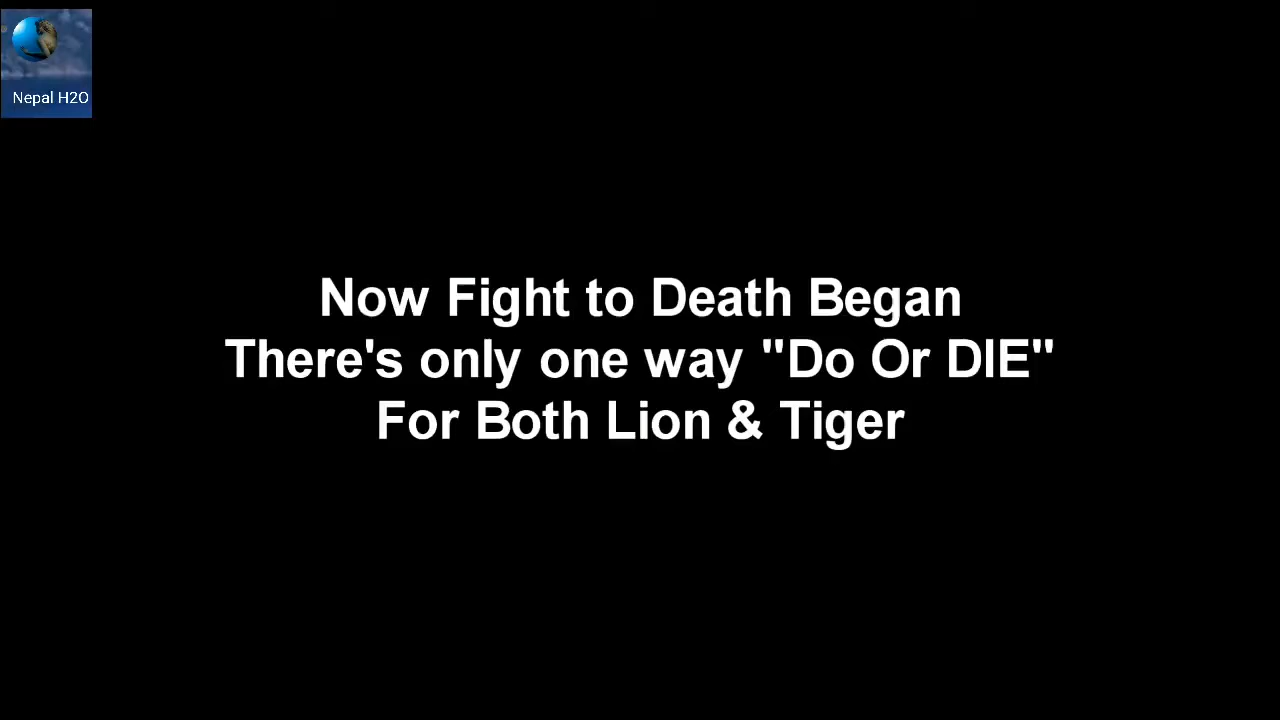 Nepal H2O
Now Fight to Death Began
There's only one way "Do Or DIE"
For Both Lion & Tiger